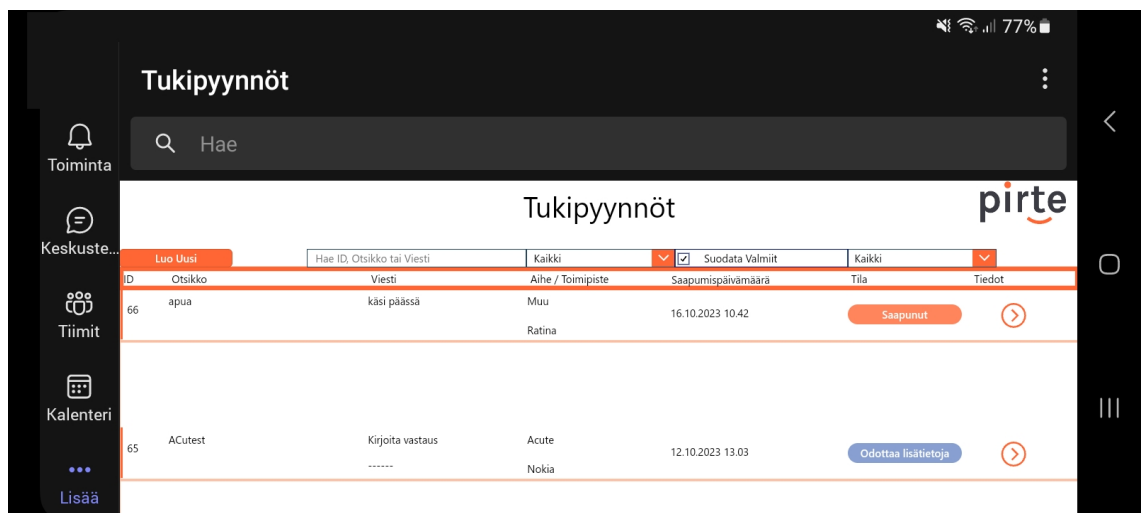 77%
Tukipyynnöt
Hae
Toiminta
Keskuste...
Tiimit
Kalenteri
Lisää
Tukipyynnöt
pirte
Luo Uusi
Hae ID, Otsikko tai Viesti
Kaikki
Suodata Valmiit
Kaikki
ID Otsikko Viesti Aihe / Toimipiste Saapumispäivämäärä Tila Tiedot
66 apua käsi päässä Muu
Ratina
16.10.2023 10.42
Saapunut
65 ACutest Kirjoita vastaus
------
Acute
Nokia
12.10.2023 13.03
Odottaa lisätietoja